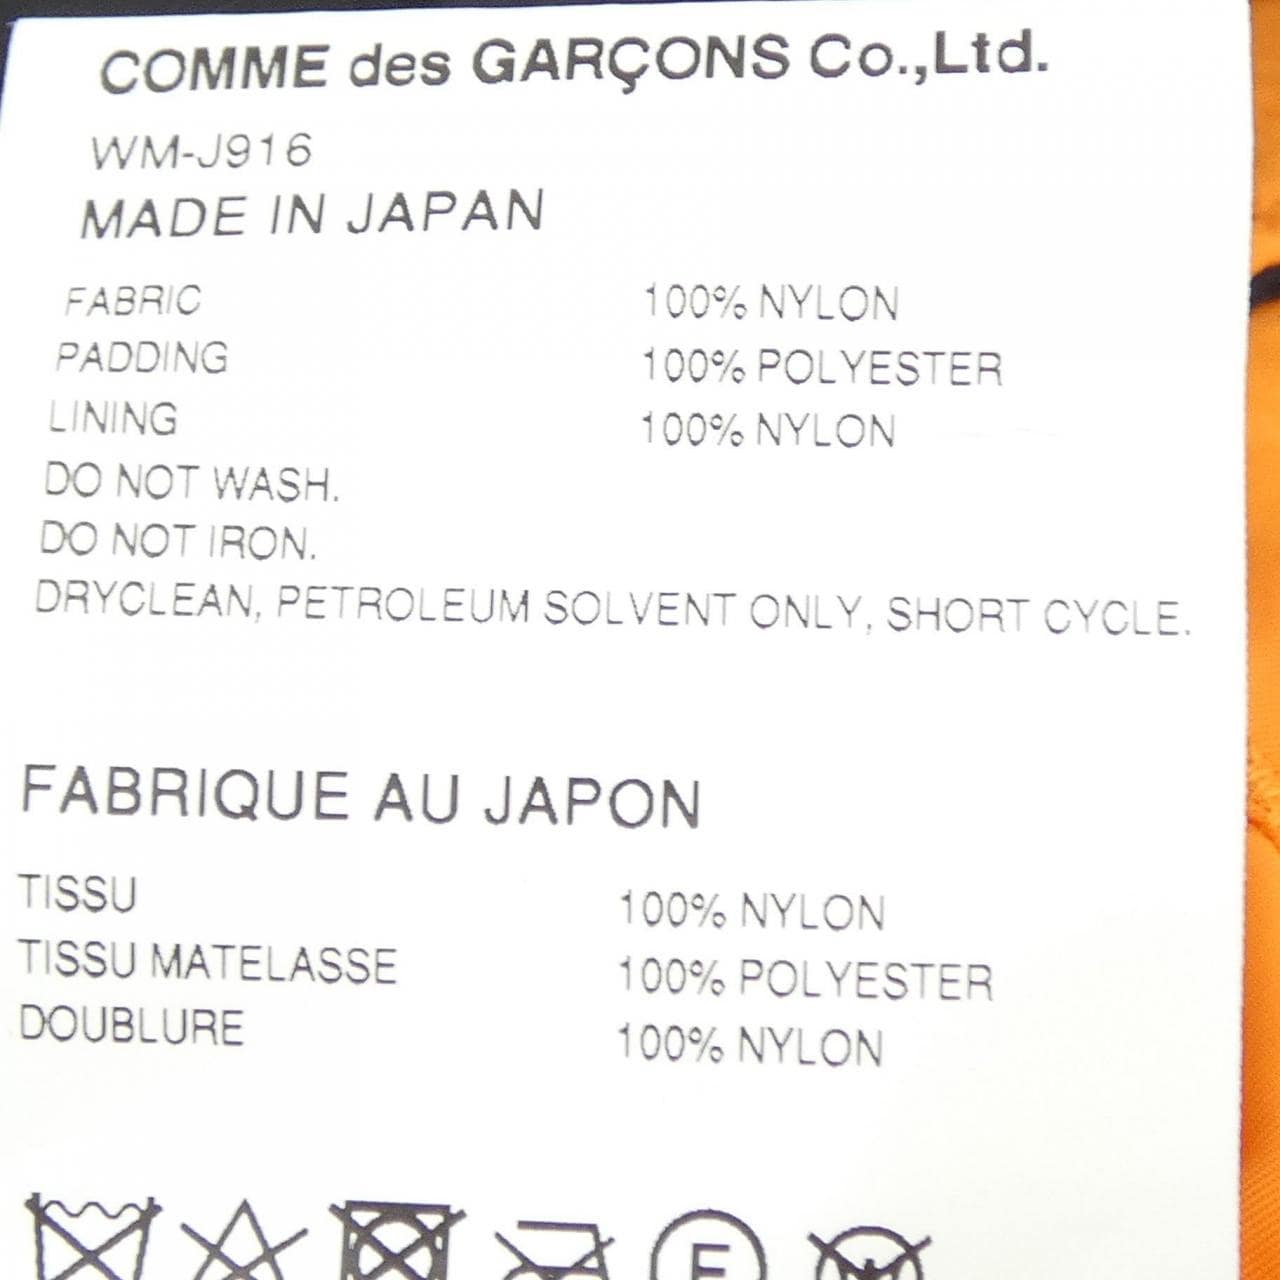 COMME des GARÇONS Co.,Ltd.
WM-J916
MADE IN JAPAN
FABRIC 100% NYLON
PADDING 100% POLYESTER
LINING 100% NYLON
DO NOT WASH.
DO NOT IRON.
DRYCLEAN, PETROLEUM SOLVENT ONLY, SHORT CYCLE.
FABRIQUE AU JAPON
TISSU 100% NYLON
TISSU MATELASSE 100% POLYESTER
DOUBLURE 100% NYLON
F